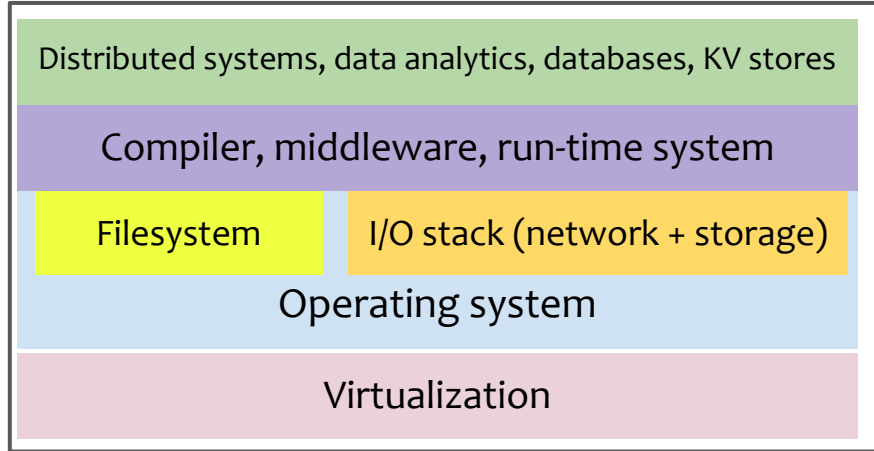 Distributed systems, data analytics, databases, KV stores
Compiler, middleware, run-time system
Filesystem
I/O stack (network + storage)
Operating system
Virtualization